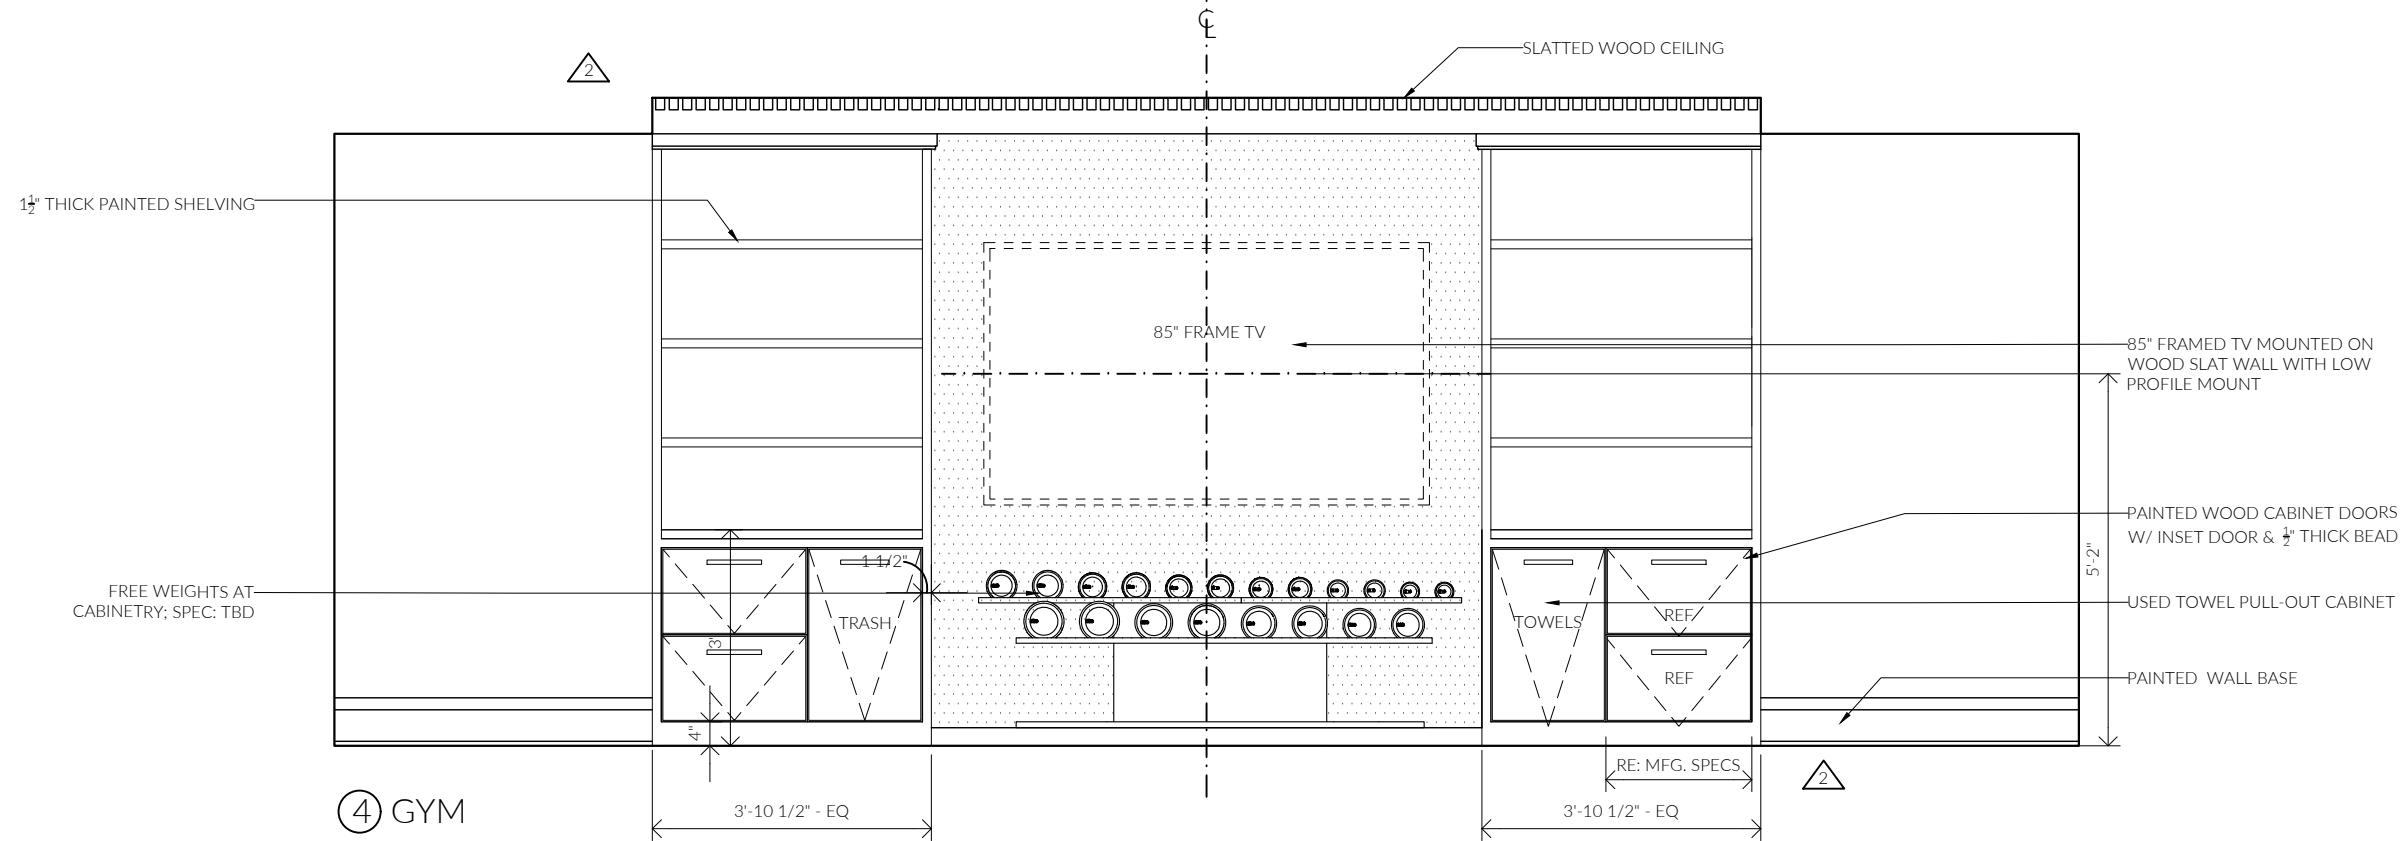 CL
2
SLATTED WOOD CEILING
1 1/2" THICK PAINTED SHELVING
85" FRAME TV
85" FRAMED TV MOUNTED ON
WOOD SLAT WALL WITH LOW
PROFILE MOUNT
PAINTED WOOD CABINET DOORS
W/ INSET DOOR & 1/2" THICK BEAD
5'-2"
1 1/2"
FREE WEIGHTS AT
CABINETRY; SPEC: TBD
USED TOWEL PULL-OUT CABINET
TRASH
TOWELS
REF
3'
REF
PAINTED  WALL BASE
4"
RE: MFG. SPECS
2
4 GYM
3'-10 1/2" - EQ
3'-10 1/2" - EQ